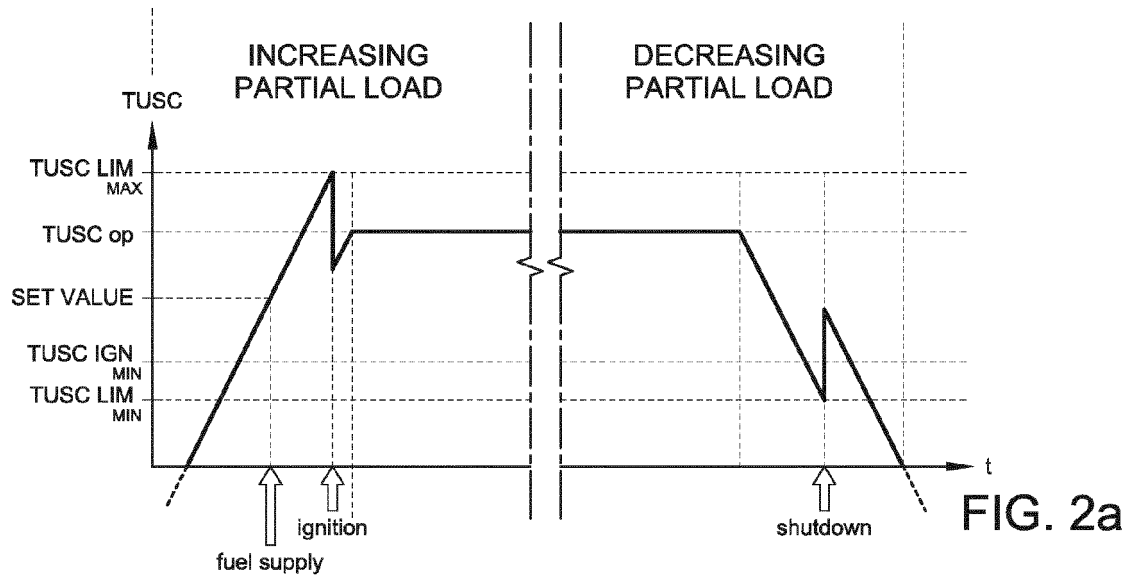 INCREASING
PARTIAL LOAD
DECREASING
PARTIAL LOAD
TUSC
TUSC LIM
MAX
TUSC op
SET VALUE
TUSC IGN
MIN
TUSC LIM
MIN
t
ignition
shutdown
fuel supply
FIG. 2a